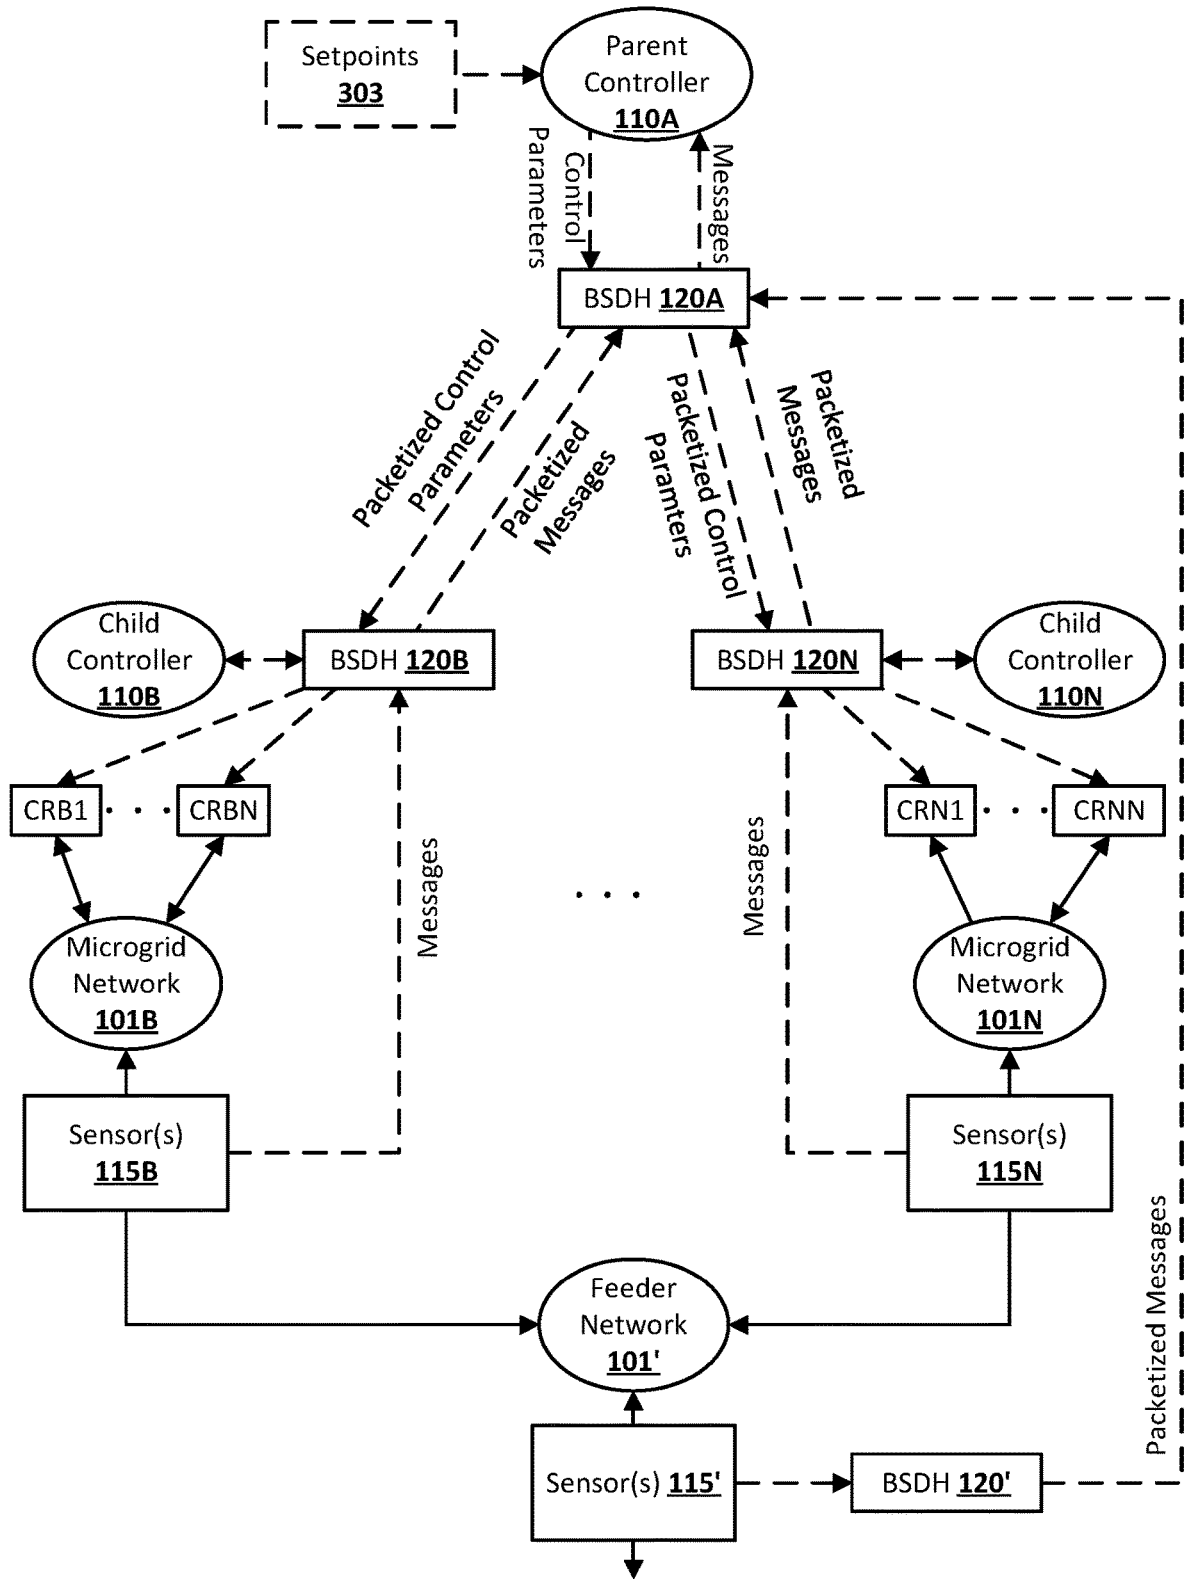 Setpoints
303
Parent
Controller
110A
Control
Parameters
Messages
BSDH 120A
Packetized Control
Parameters
Packetized
Messages
Packetized Control
Paramters
Packetized
Messages
Child
Controller
110B
BSDH 120B
BSDH 120N
Child
Controller
110N
CRB1
. . .
CRBN
CRN1
. . .
CRNN
Messages
. . .
Messages
Microgrid
Network
101B
Microgrid
Network
101N
Sensor(s)
115B
Sensor(s)
115N
Feeder
Network
101'
Packetized Messages
Sensor(s) 115'
BSDH 120'